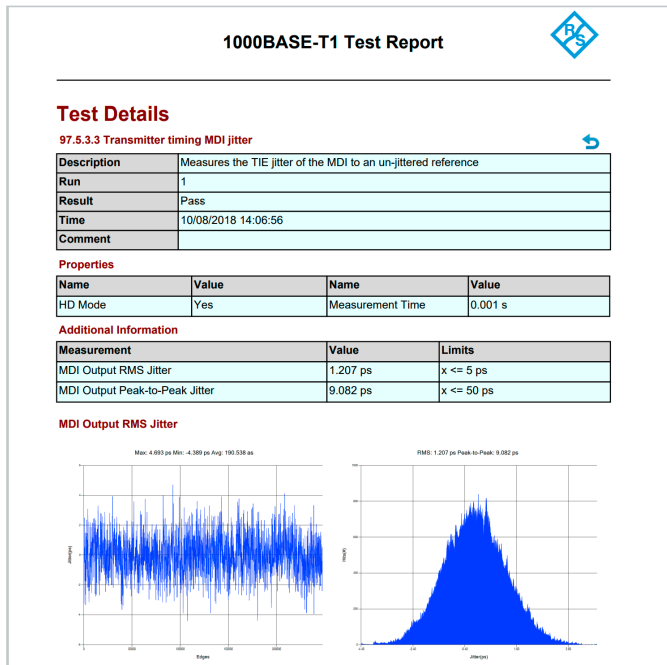 1000BASE-T1 Test Report
R S
Test Details
97.5.3.3 Transmitter timing MDI jitter
Description Measures the TIE jitter of the MDI to an un-jittered reference
Run 1
Result Pass
Time 10/08/2018 14:06:56
Comment
Properties
Name Value Name Value
HD Mode Yes Measurement Time 0.001 s
Additional Information
Measurement Value Limits
MDI Output RMS Jitter 1.207 ps x <= 5 ps
MDI Output Peak-to-Peak Jitter 9.082 ps x <= 50 ps
MDI Output RMS Jitter
Max: 4.693 ps Min: -4.389 ps Avg: 190.538 as
RMS: 1.207 ps Peak-to-Peak: 9.082 ps
Jitter(ps)
Edges
Hits(#)
Jitter(ps)